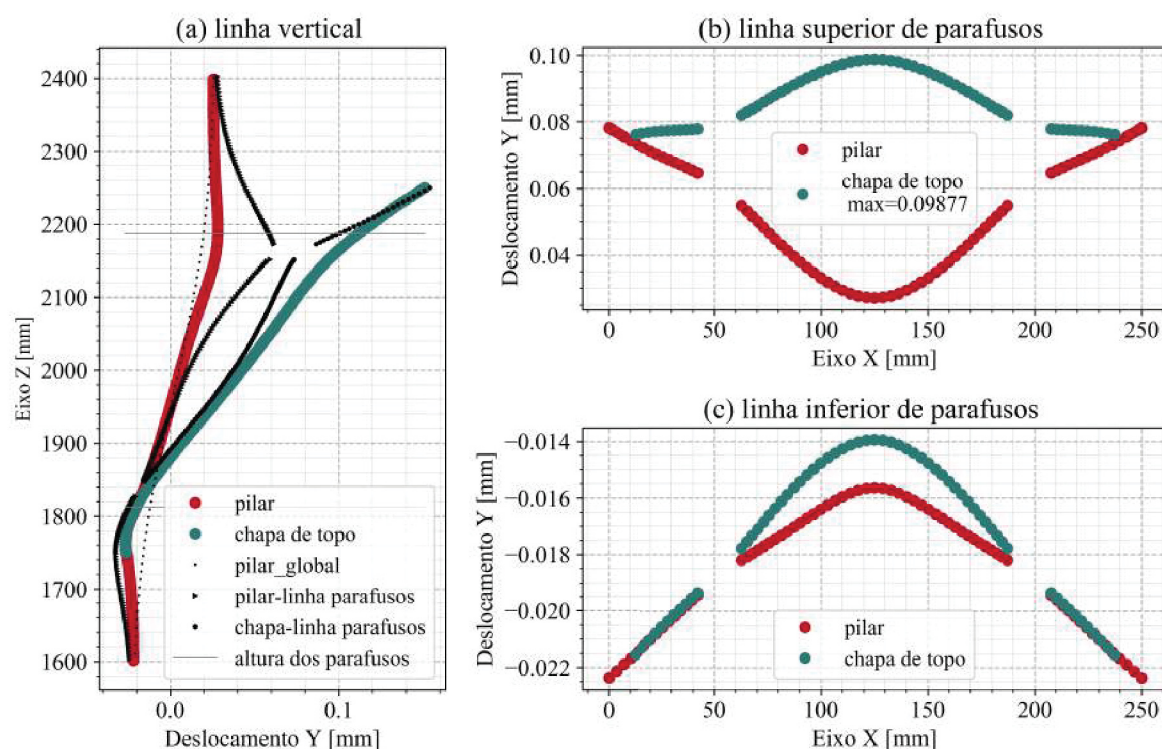 (a) linha vertical
Eixo Z [mm]
2400
2300
2200
2100
2000
1900
1800
1700
1600
pilar
chapa de topo
pilar_global
pilar-linha parafusos
chapa-linha parafusos
altura dos parafusos
0.0
0.1
Deslocamento Y [mm]
(b) linha superior de parafusos
Deslocamento Y [mm]
0.10
0.08
0.06
0.04
pilar
chapa de topo
max=0.09877
0
50
100
150
200
250
Eixo X [mm]
(c) linha inferior de parafusos
Deslocamento Y [mm]
−0.014
−0.016
−0.018
−0.020
−0.022
pilar
chapa de topo
0
50
100
150
200
250
Eixo X [mm]